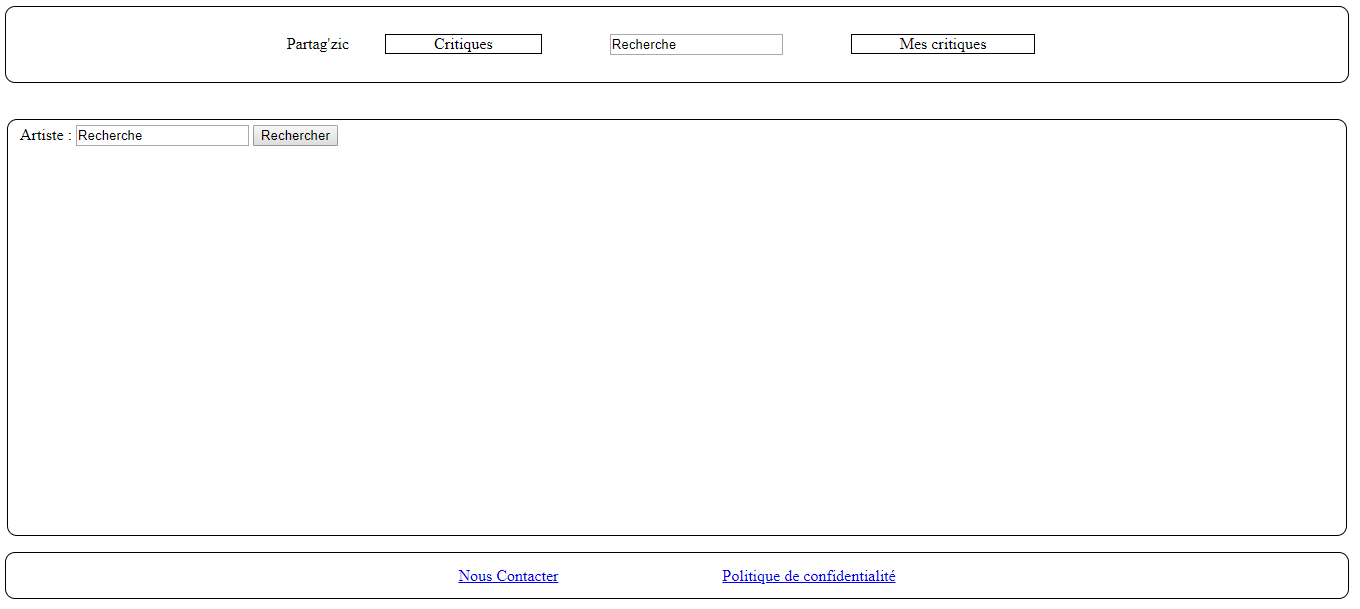 Partag'zic Critiques Recherche Mes critiques
Artiste : Recherche Rechercher
Nous Contacter Politique de confidentialité